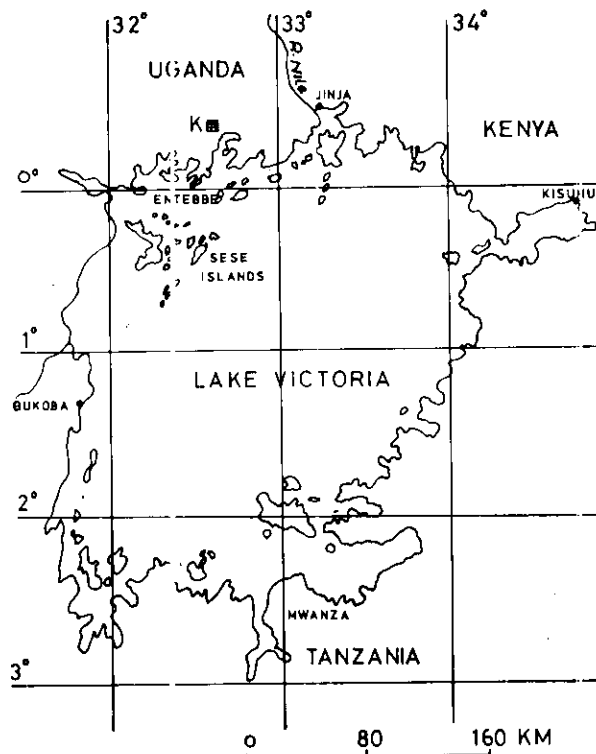 32° 33° 34°
UGANDA
R. NILE
JINJA
K
KENYA
0°
ENTEBBE
KISUMU
SESE
ISLANDS
1°
LAKE VICTORIA
BUKOBA
2°
MWANZA
TANZANIA
3°
0 80 160 KM